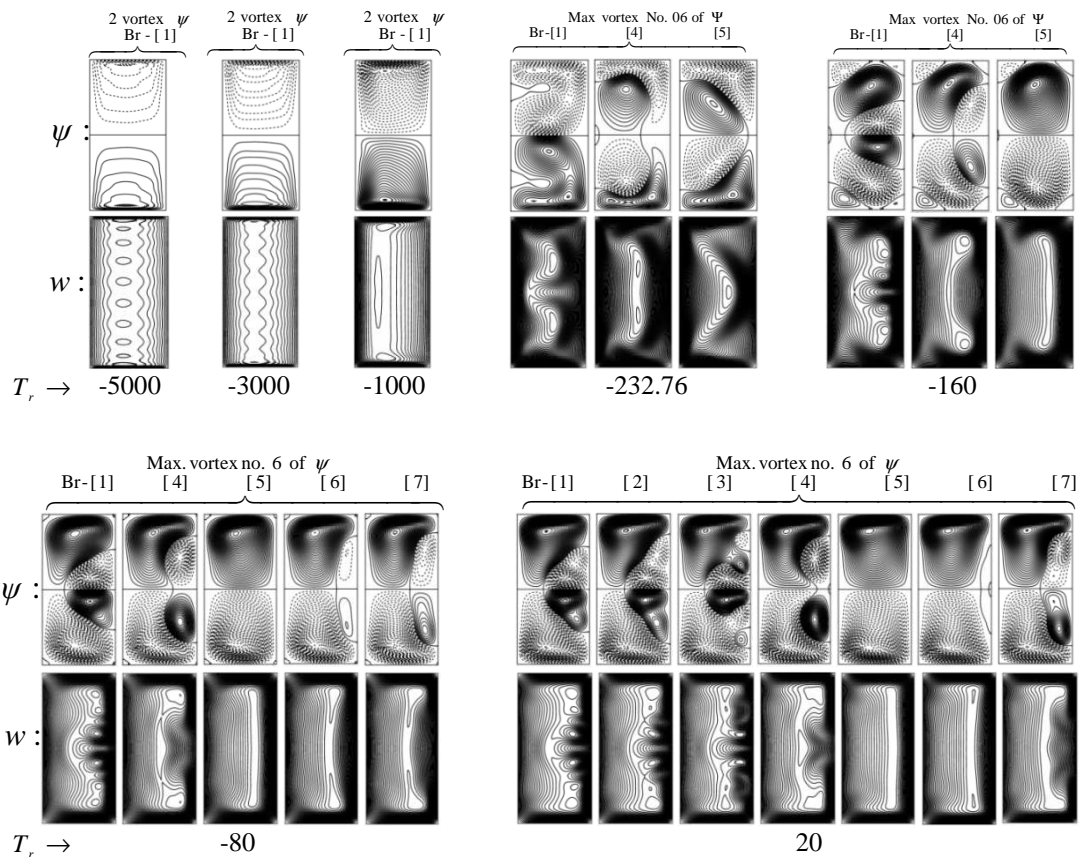 2 vortex ψ 2 vortex ψ 2 vortex ψ Max vortex No. 06 of Ψ Max vortex No. 06 of Ψ
Br - [ 1 ] Br - [ 1 ] Br - [ 1 ] Br-[1] [4] [5] Br-[1] [4] [5]
ψ :
w :
T_r → -5000 -3000 -1000 -232.76 -160
Max. vortex no. 6 of ψ Max. vortex no. 6 of ψ
Br-[1] [4] [5] [6] [7] Br-[1] [2] [3] [4] [5] [6] [7]
ψ :
w :
T_r → -80 20